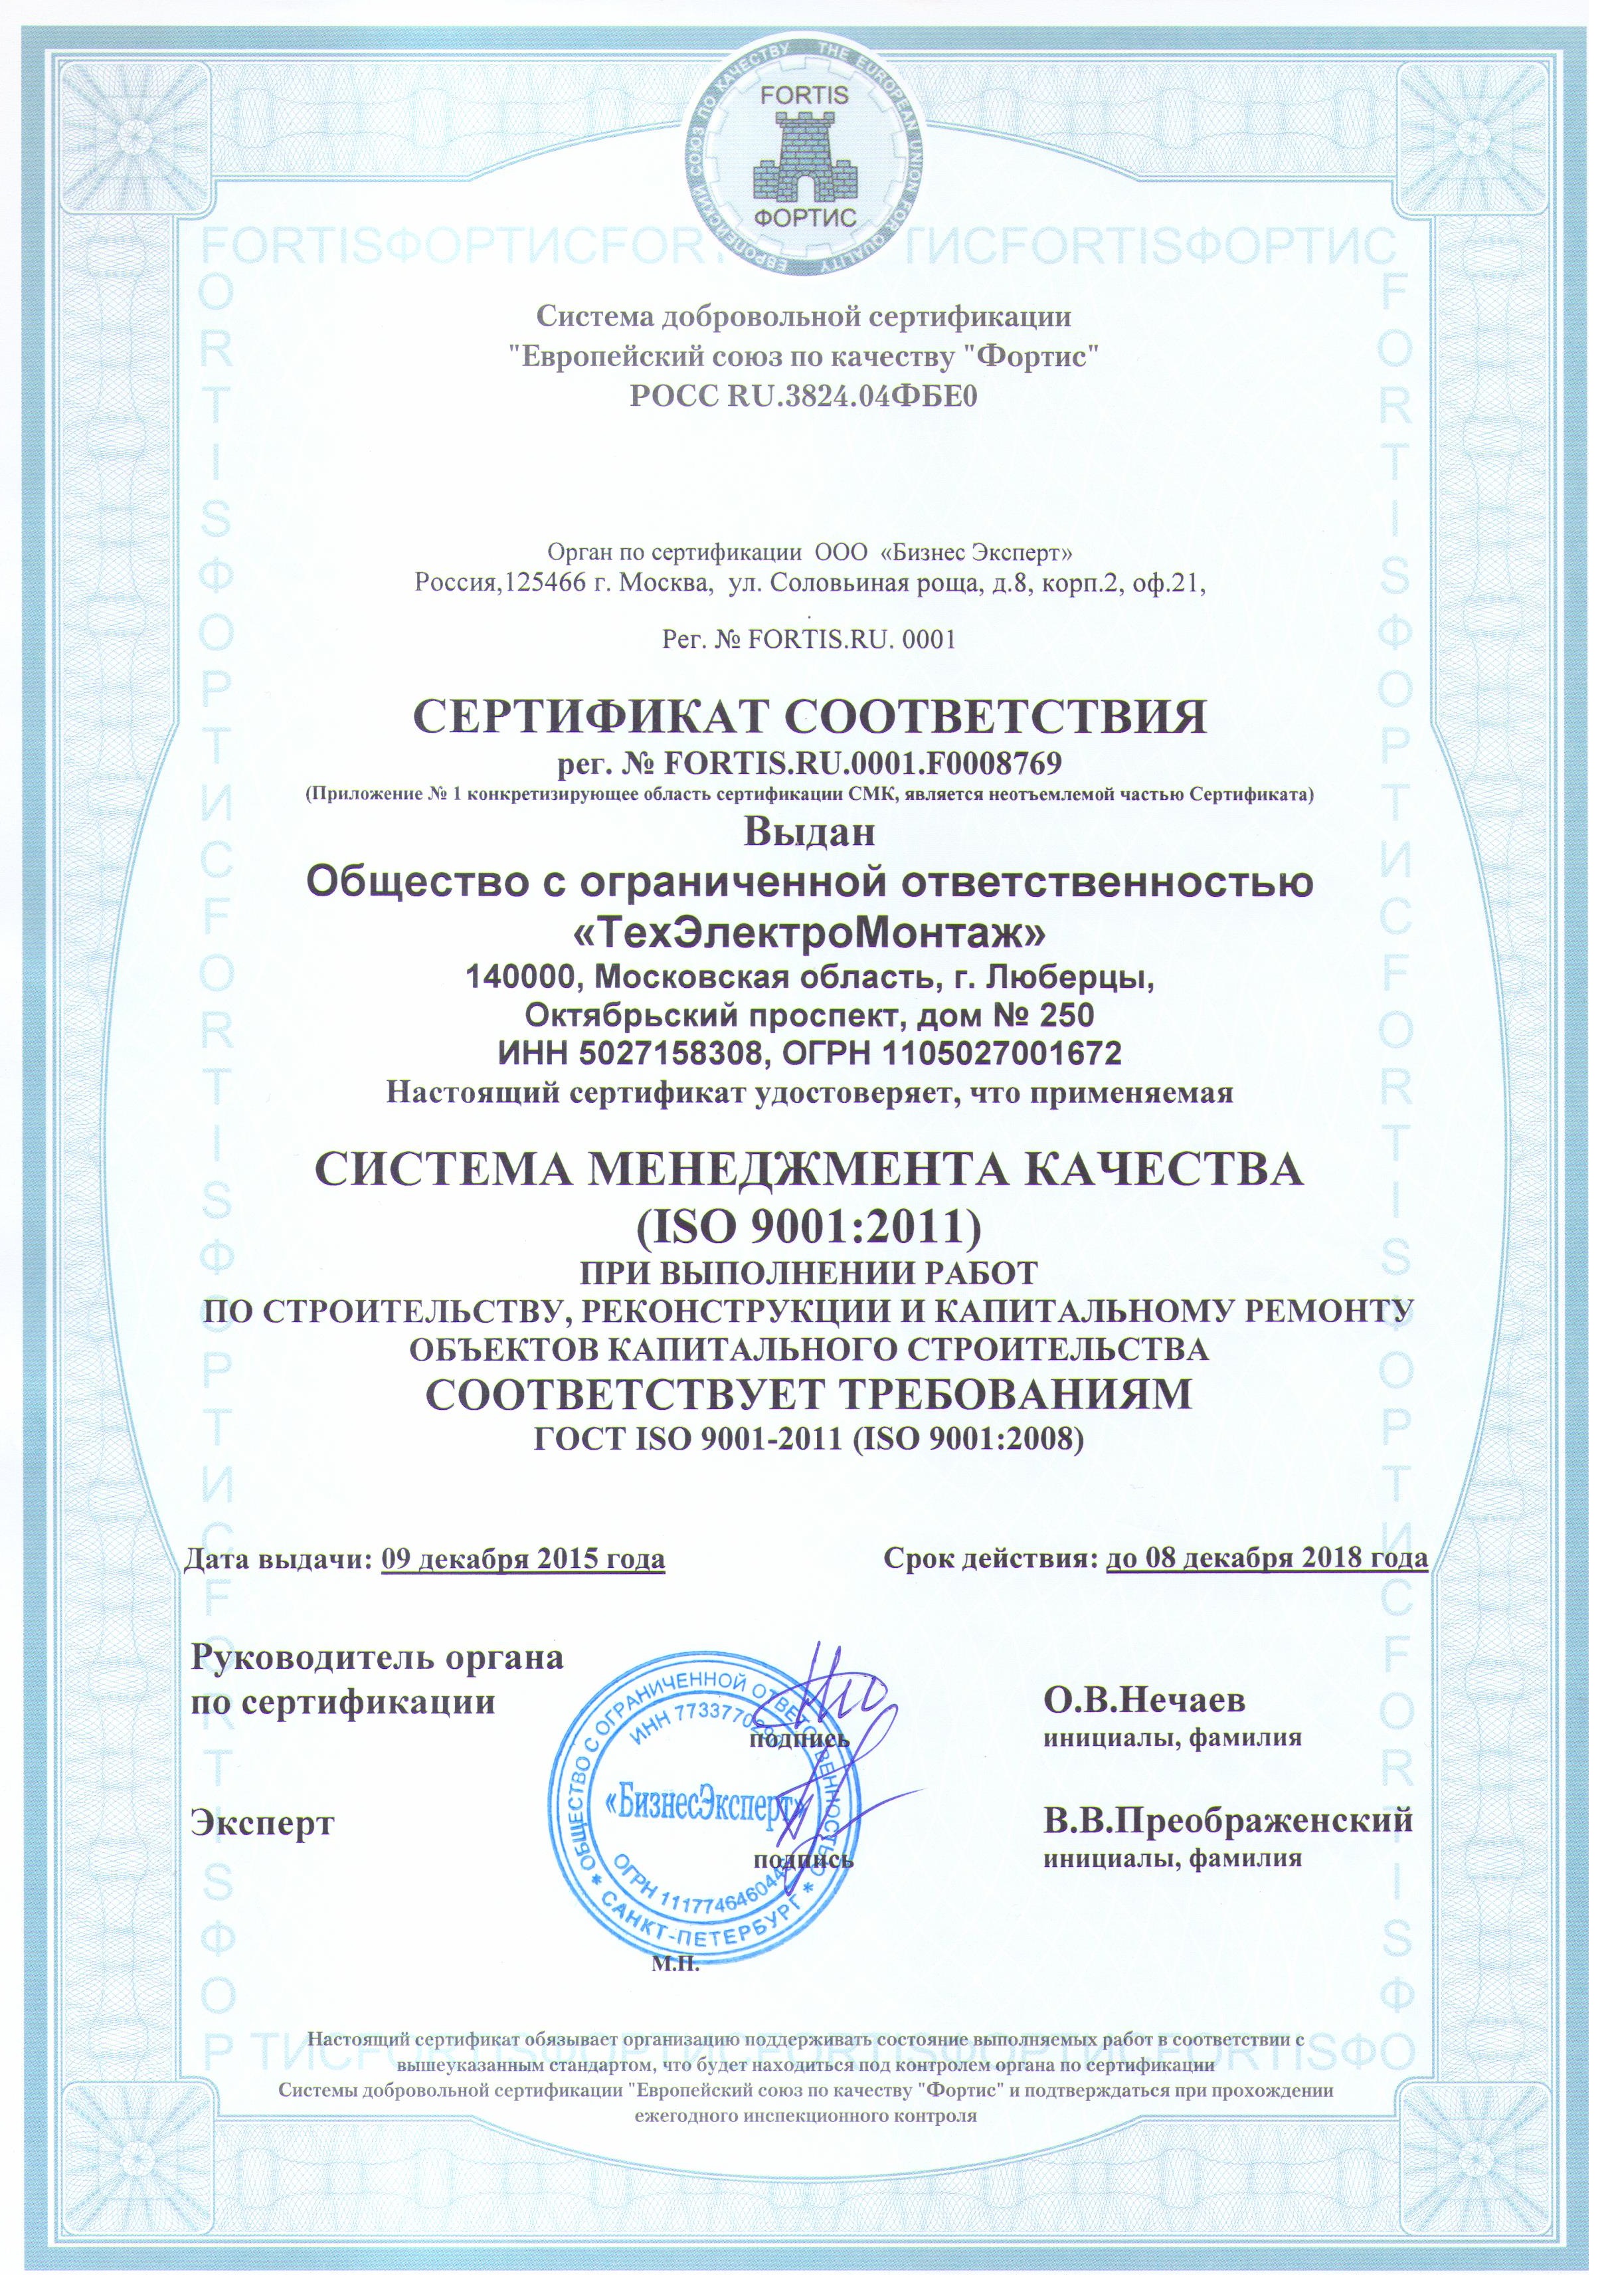 ЕВРОПЕЙСКИЙ СОЮЗ ПО КАЧЕСТВУ THE EUROPEAN UNION FOR QUALITY
FORTIS
ФОРТИС
Система добровольной сертификации
"Европейский союз по качеству "Фортис"
РОСС RU.3824.04ФБЕ0
Орган по сертификации ООО «Бизнес Эксперт»
Россия,125466 г. Москва, ул. Соловьиная роща, д.8, корп.2, оф.21,
Рег. № FORTIS.RU. 0001
СЕРТИФИКАТ СООТВЕТСТВИЯ
рег. № FORTIS.RU.0001.F0008769
(Приложение № 1 конкретизирующее область сертификации СМК, является неотъемлемой частью Сертификата)
Выдан
Общество с ограниченной ответственностью
«ТехЭлектроМонтаж»
140000, Московская область, г. Люберцы,
Октябрьский проспект, дом № 250
ИНН 5027158308, ОГРН 1105027001672
Настоящий сертификат удостоверяет, что применяемая
СИСТЕМА МЕНЕДЖМЕНТА КАЧЕСТВА
(ISO 9001:2011)
ПРИ ВЫПОЛНЕНИИ РАБОТ
ПО СТРОИТЕЛЬСТВУ, РЕКОНСТРУКЦИИ И КАПИТАЛЬНОМУ РЕМОНТУ
ОБЪЕКТОВ КАПИТАЛЬНОГО СТРОИТЕЛЬСТВА
СООТВЕТСТВУЕТ ТРЕБОВАНИЯМ
ГОСТ ISO 9001-2011 (ISO 9001:2008)
Дата выдачи: 09 декабря 2015 года Срок действия: до 08 декабря 2018 года
Руководитель органа
по сертификации
О.В.Нечаев
подпись инициалы, фамилия
Эксперт В.В.Преображенский
подпись инициалы, фамилия
ОБЩЕСТВО С ОГРАНИЧЕННОЙ ОТВЕТСТВЕННОСТЬЮ * САНКТ-ПЕТЕРБУРГ *
ИНН
«БизнесЭксперт»
ОГРН
М.П.
Настоящий сертификат обязывает организацию поддерживать состояние выполняемых работ в соответствии с
вышеуказанным стандартом, что будет находиться под контролем органа по сертификации
Системы добровольной сертификации "Европейский союз по качеству "Фортис" и подтверждаться при прохождении
ежегодного инспекционного контроля